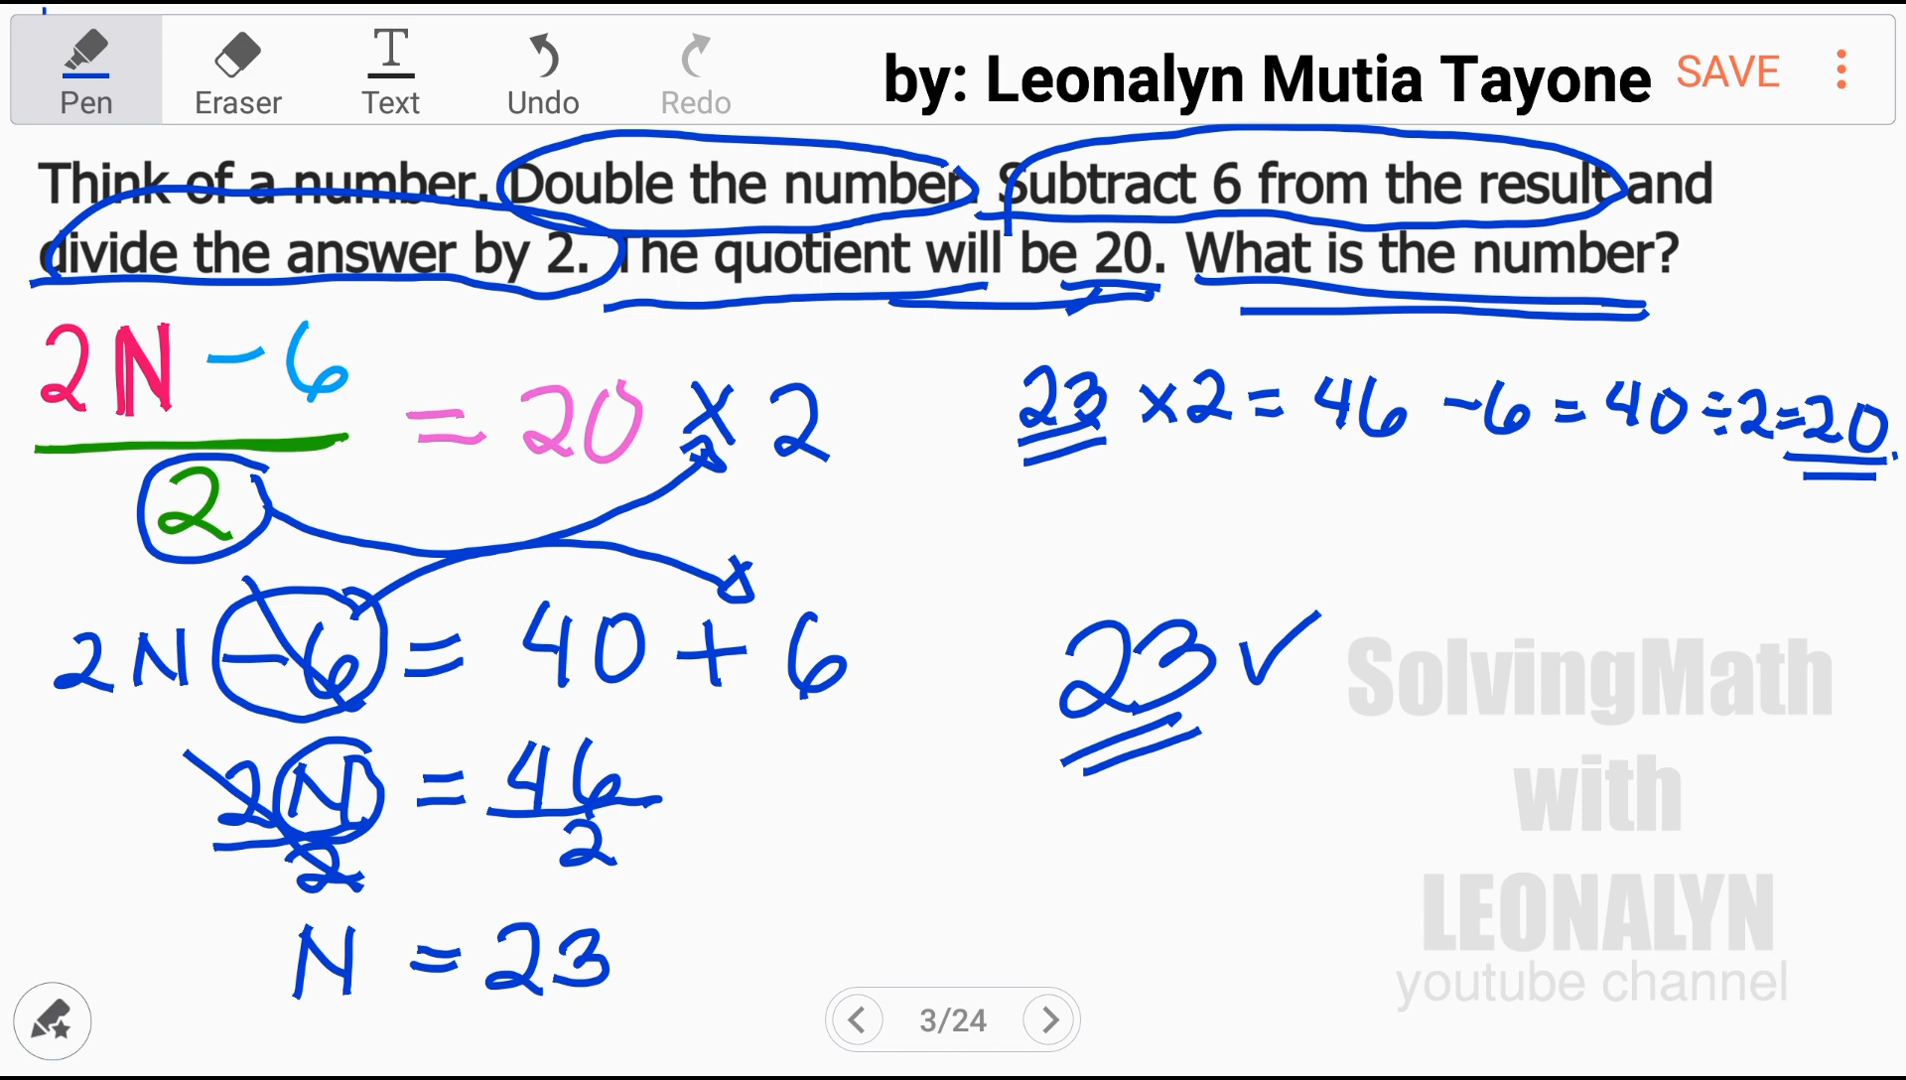 Pen Eraser Text Undo Redo by: Leonalyn Mutia Tayone SAVE
Think of a number. Double the number. Subtract 6 from the result and
divide the answer by 2. The quotient will be 20. What is the number?
2N - 6
= 20 x 2
2
23 x 2 = 46 - 6 = 40 ÷ 2 = 20.
2N - 6 = 40 + 6
2N = 46
2 2
N = 23
23 ✓
SolvingMath
with
LEONALYN
youtube channel
3/24